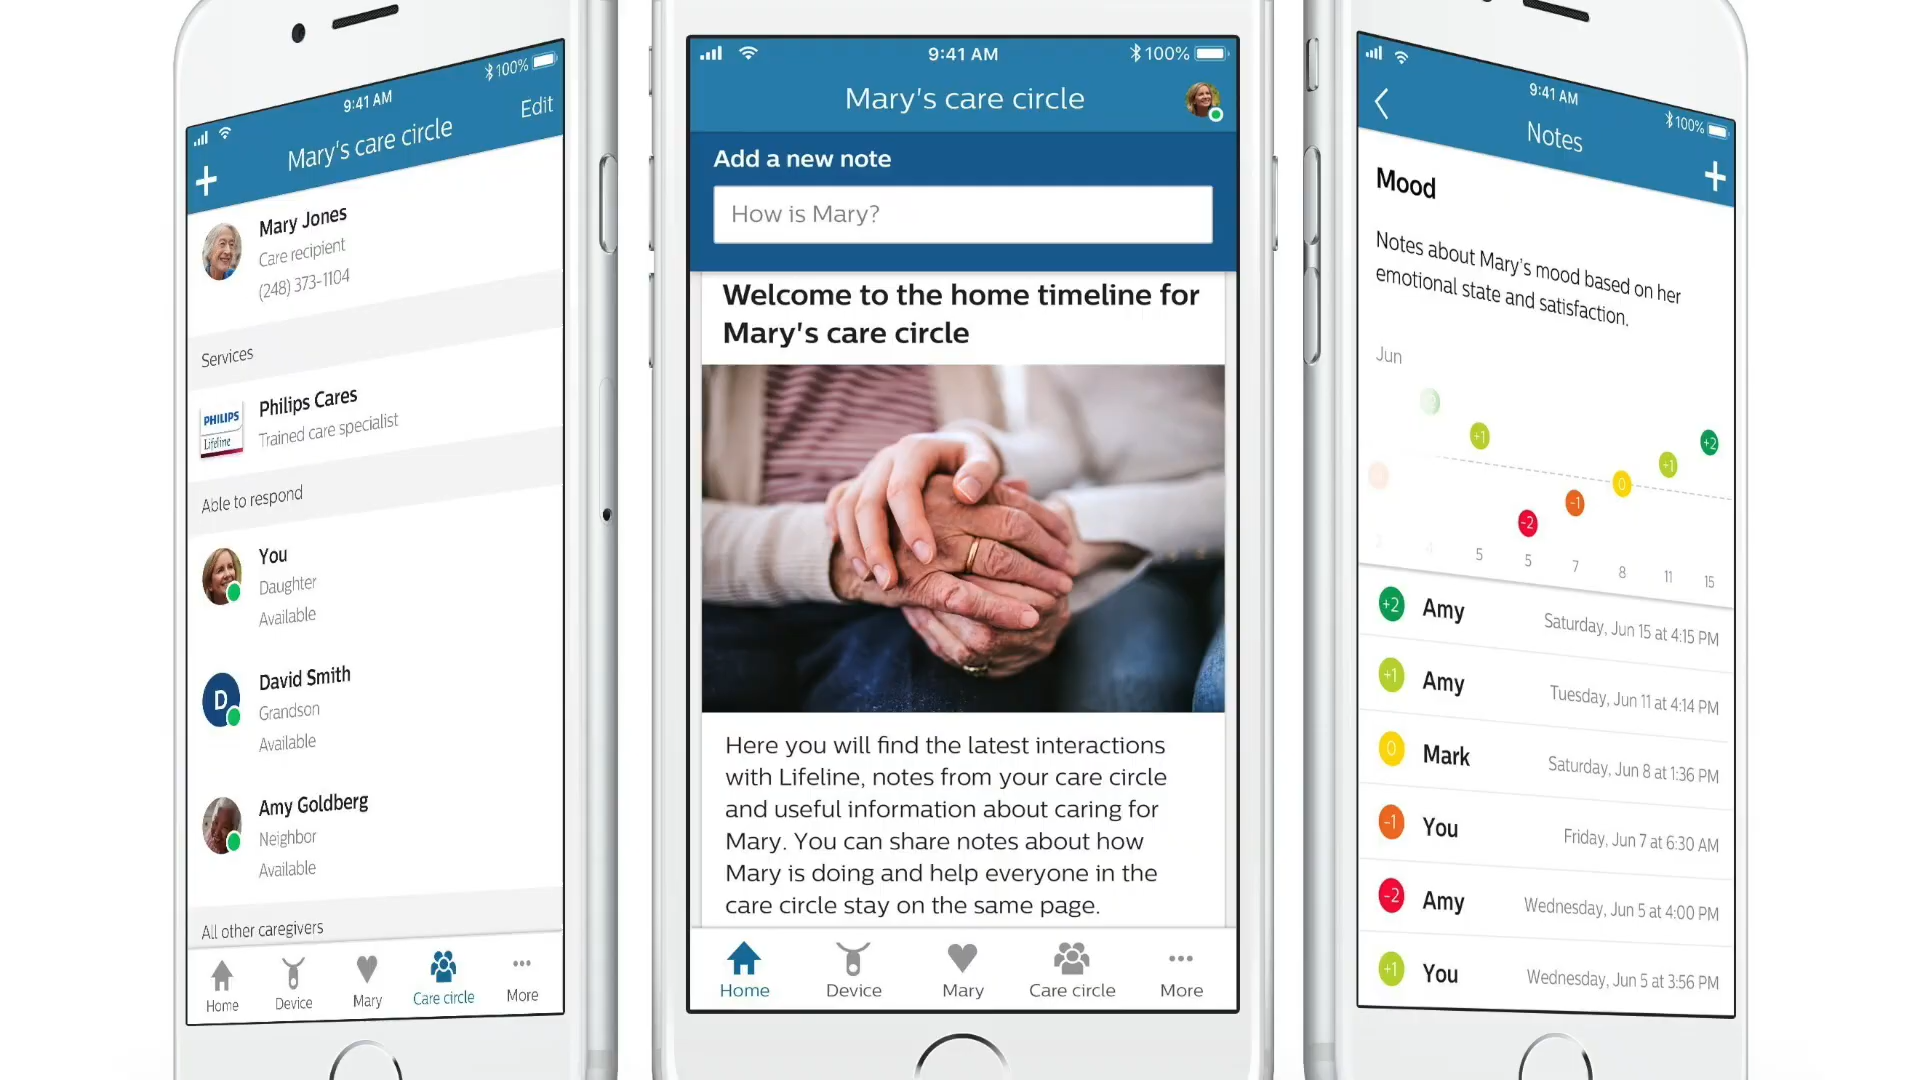 9:41 AM
100%
Mary's care circle
Edit
Mary Jones
Care recipient
(248) 373-1104
Services
PHILIPS
Lifeline
Philips Cares
Trained care specialist
Able to respond
You
Daughter
Available
D
David Smith
Grandson
Available
Amy Goldberg
Neighbor
Available
All other caregivers
Home
Device
Mary
Care circle
More
9:41 AM
100%
Mary's care circle
Add a new note
How is Mary?
Welcome to the home timeline for
Mary's care circle
Here you will find the latest interactions
with Lifeline, notes from your care circle
and useful information about caring for
Mary. You can share notes about how
Mary is doing and help everyone in the
care circle stay on the same page.
Home
Device
Mary
Care circle
More
9:41 AM
100%
Notes
Mood
Notes about Mary's mood based on her
emotional state and satisfaction.
Jun
+1
-2
-1
0
+1
+2
5 5 7 8 11 15
+2 Amy Saturday, Jun 15 at 4:15 PM
+1 Amy Tuesday, Jun 11 at 4:14 PM
0 Mark Saturday, Jun 8 at 1:36 PM
-1 You Friday, Jun 7 at 6:30 AM
-2 Amy Wednesday, Jun 5 at 4:00 PM
+1 You Wednesday, Jun 5 at 3:56 PM